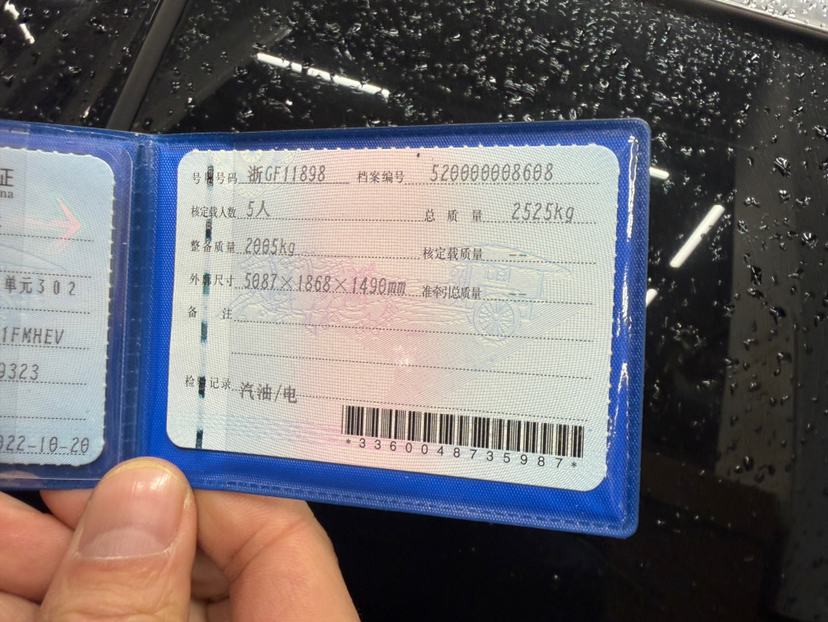 证
na
单元302
1FMHEV
9323
022-10-20
号牌号码 浙GF11898 档案编号 520000008608
核定载人数 5人 总质量 2525kg
整备质量 2005kg 核定载质量 --
外廓尺寸 5087×1868×1490mm 准牵引总质量 --
备注
检验记录 汽油/电
*3360048735987*